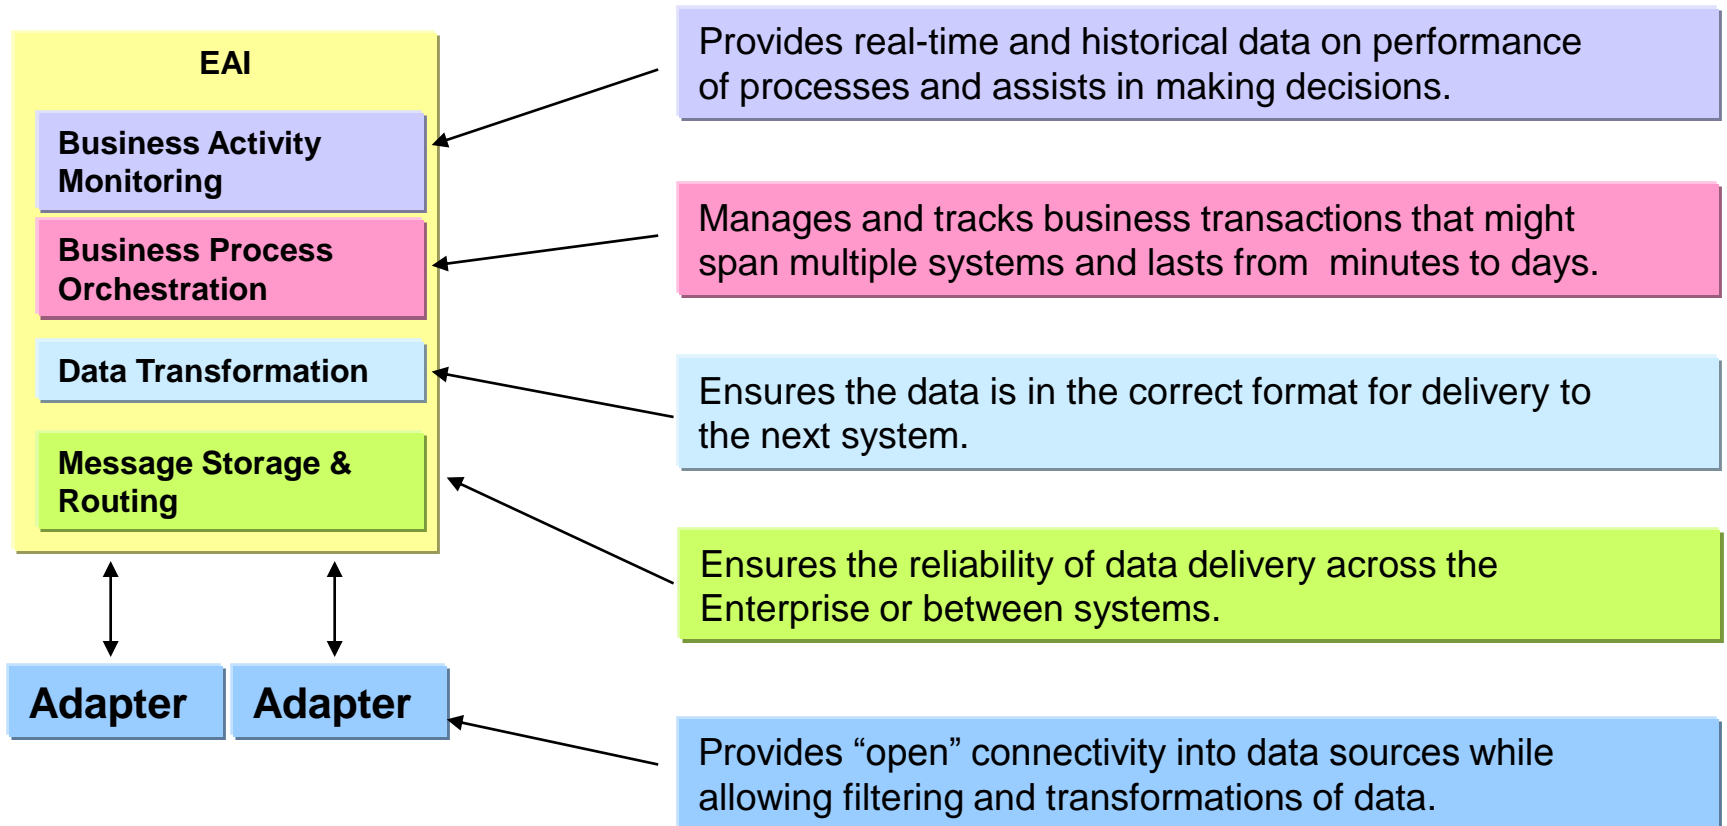 EAI
Business Activity
Monitoring
Business Process
Orchestration
Data Transformation
Message Storage &
Routing
Adapter
Adapter
Provides real-time and historical data on performance
of processes and assists in making decisions.
Manages and tracks business transactions that might
span multiple systems and lasts from  minutes to days.
Ensures the data is in the correct format for delivery to
the next system.
Ensures the reliability of data delivery across the
Enterprise or between systems.
Provides “open” connectivity into data sources while
allowing filtering and transformations of data.